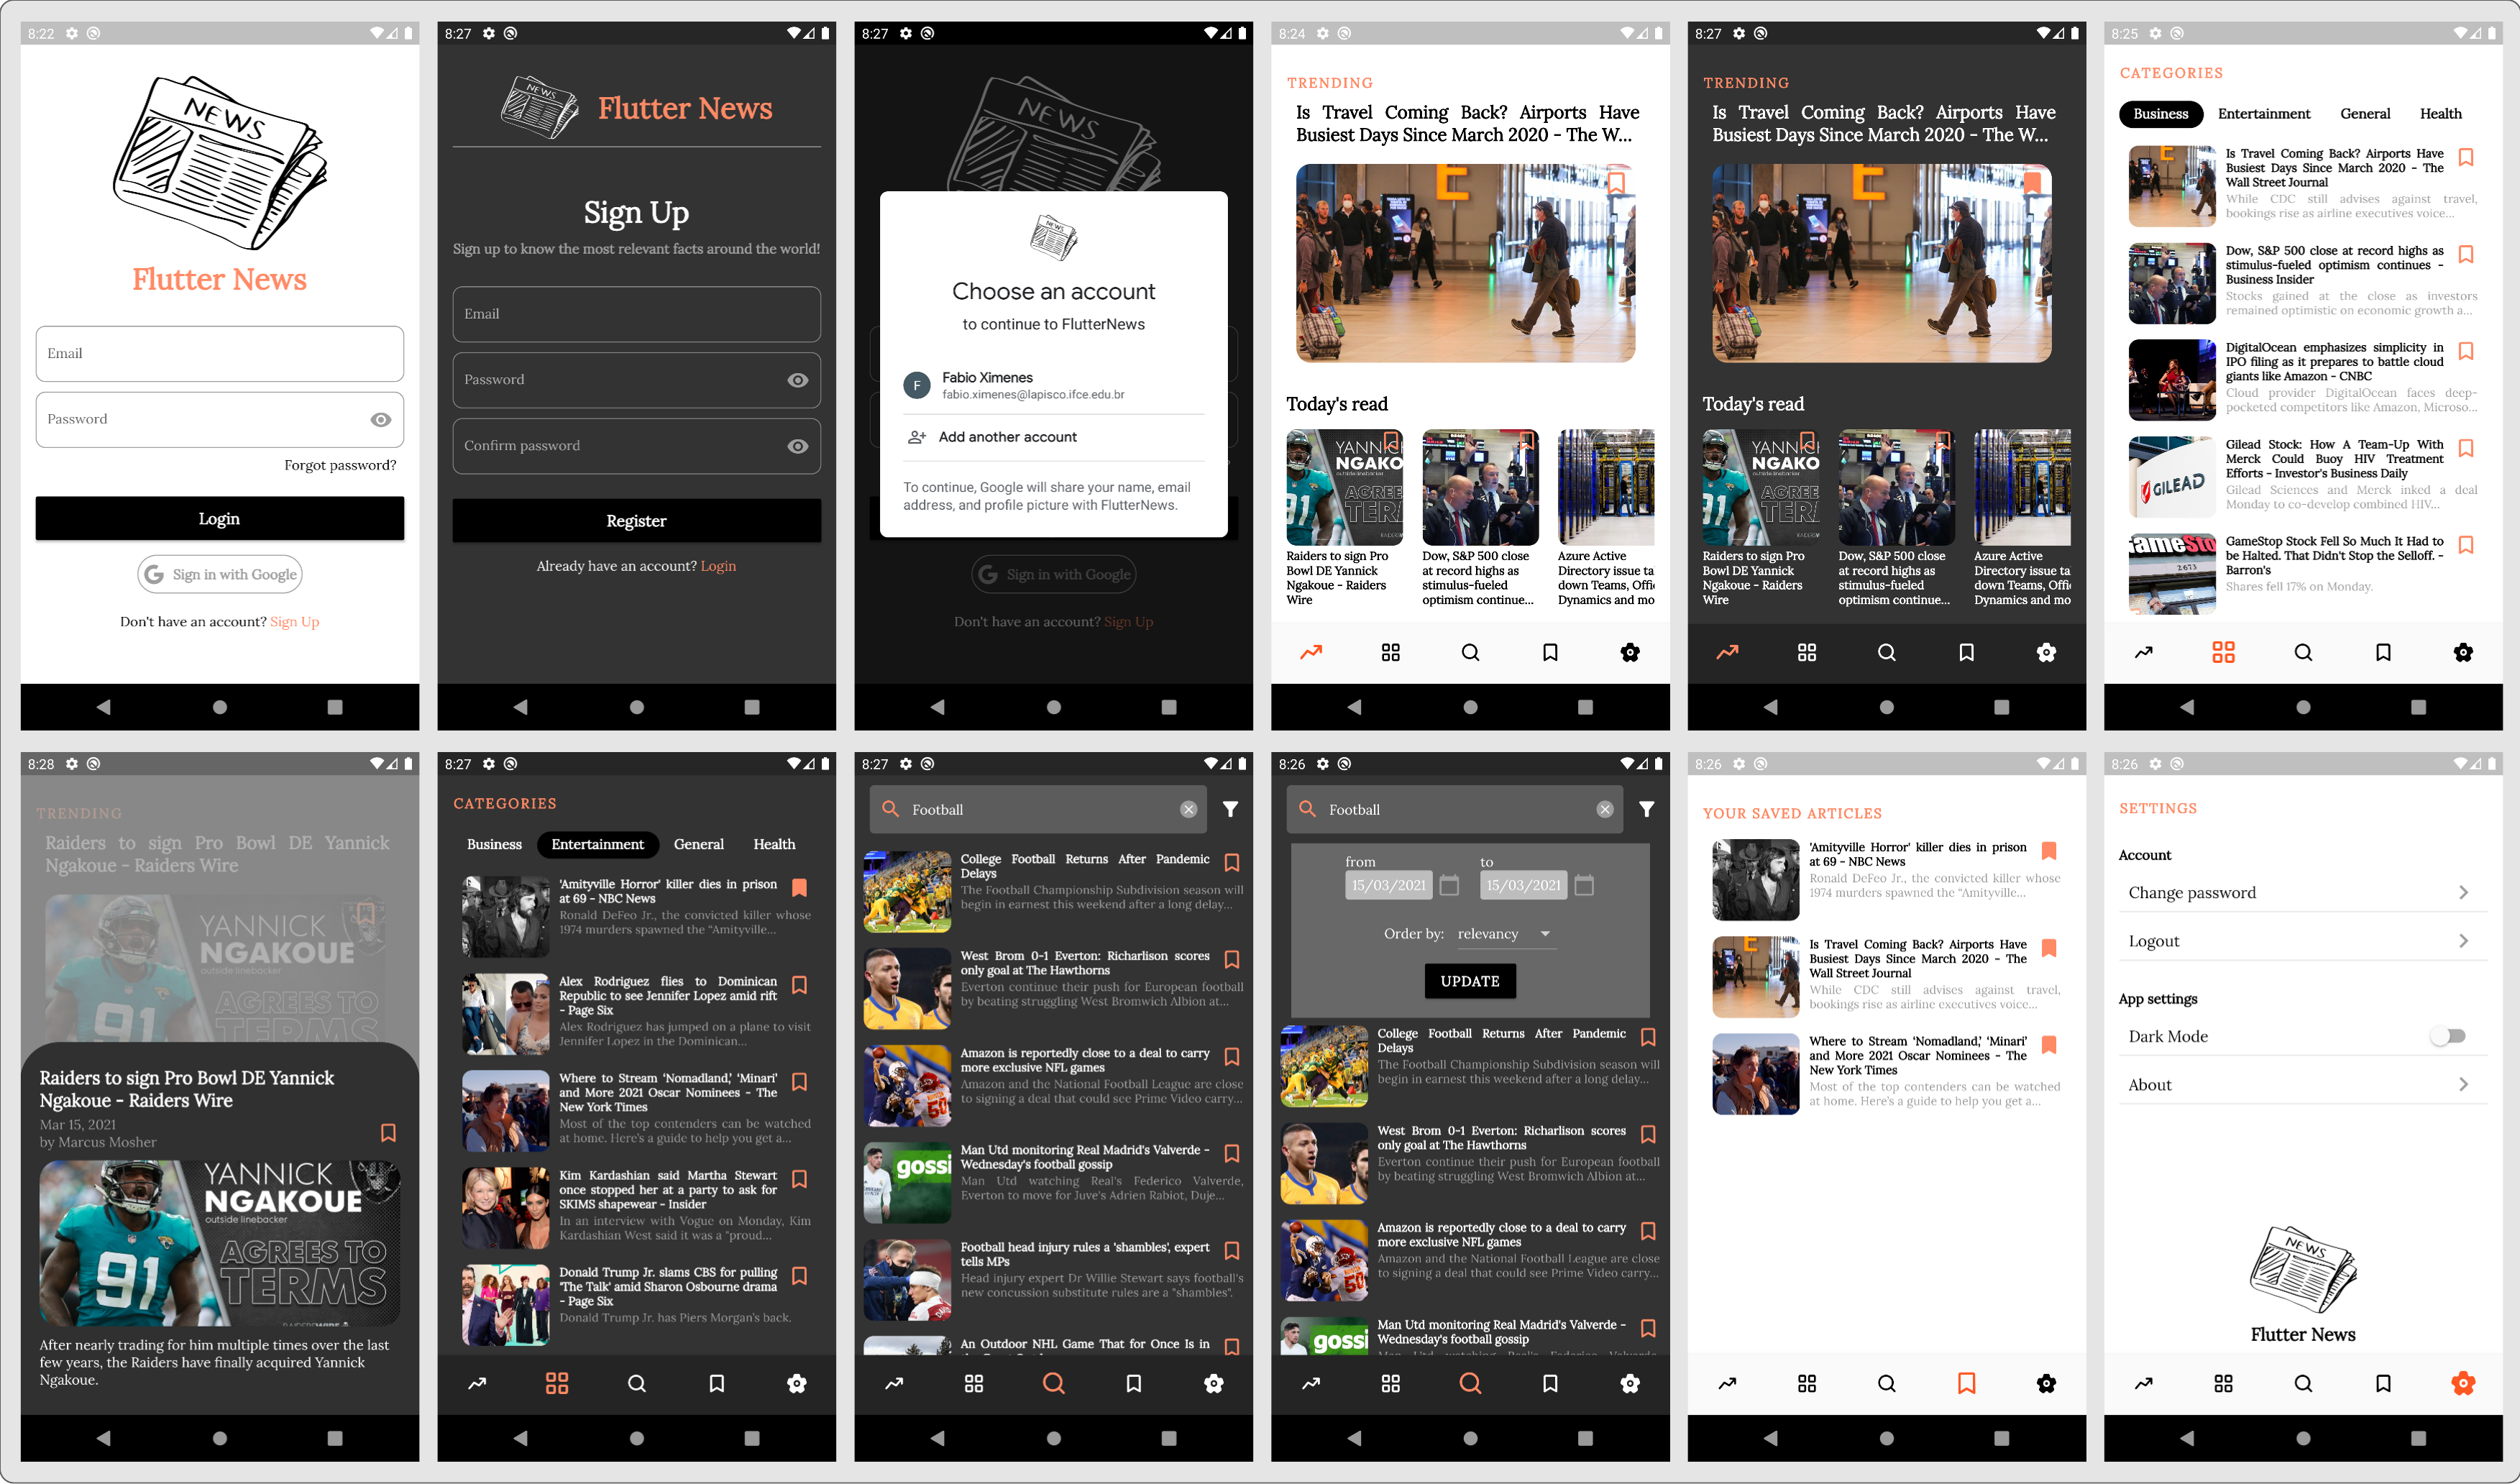 8:22
NEWS
Flutter News
Email
Password
Forgot password?
Login
Sign in with Google
Don't have an account? Sign Up
8:27
NEWS
Flutter News
Sign Up
Sign up to know the most relevant facts around the world!
Email
Password
Confirm password
Register
Already have an account? Login
8:27
NEWS
Choose an account
to continue to FlutterNews
F
Fabio Ximenes
fabio.ximenes@lapisco.ifce.edu.br
Add another account
To continue, Google will share your name, email
address, and profile picture with FlutterNews.
Sign in with Google
Don't have an account? Sign Up
8:24
TRENDING
Is Travel Coming Back? Airports Have
Busiest Days Since March 2020 - The W...
E
Today's read
YANNICK
NGAKO
outside linebacker
AGREE
TER
Raiders to sign Pro
Bowl DE Yannick
Ngakoue - Raiders
Wire
Dow, S&P 500 close
at record highs as
stimulus-fueled
optimism continue...
Azure Active
Directory issue ta
down Teams, Offi
Dynamics and mo
8:27
TRENDING
Is Travel Coming Back? Airports Have
Busiest Days Since March 2020 - The W...
E
Today's read
YANNICK
NGAKO
outside linebacker
AGREE
TER
Raiders to sign Pro
Bowl DE Yannick
Ngakoue - Raiders
Wire
Dow, S&P 500 close
at record highs as
stimulus-fueled
optimism continue...
Azure Active
Directory issue ta
down Teams, Offi
Dynamics and mo
8:25
CATEGORIES
Business Entertainment General Health
E
Is Travel Coming Back? Airports Have
Busiest Days Since March 2020 - The
Wall Street Journal
While CDC still advises against travel,
bookings rise as airline executives voice...
Dow, S&P 500 close at record highs as
stimulus-fueled optimism continues -
Business Insider
Stocks gained at the close as investors
remained optimistic on economic growth a...
DigitalOcean emphasizes simplicity in
IPO filing as it prepares to battle cloud
giants like Amazon - CNBC
Cloud provider DigitalOcean faces deep-
pocketed competitors like Amazon, Microso...
GILEAD
Gilead Stock: How A Team-Up With
Merck Could Buoy HIV Treatment
Efforts - Investor's Business Daily
Gilead Sciences and Merck inked a deal
Monday to co-develop combined HIV...
ameSto
2673
GameStop Stock Fell So Much It Had to
be Halted. That Didn't Stop the Selloff. -
Barron's
Shares fell 17% on Monday.
8:28
TRENDING
Raiders to sign Pro Bowl DE Yannick
Ngakoue - Raiders Wire
YANNICK
NGAKOUE
outside linebacker
AGREES TO
TERMS
91
Raiders to sign Pro Bowl DE Yannick
Ngakoue - Raiders Wire
Mar 15, 2021
by Marcus Mosher
YANNICK
NGAKOUE
outside linebacker
AGREES TO
TERMS
91
After nearly trading for him multiple times over the last
few years, the Raiders have finally acquired Yannick
Ngakoue.
8:27
CATEGORIES
Business Entertainment General Health
'Amityville Horror' killer dies in prison
at 69 - NBC News
Ronald DeFeo Jr., the convicted killer whose
1974 murders spawned the “Amityville...
Alex Rodriguez flies to Dominican
Republic to see Jennifer Lopez amid rift
- Page Six
Alex Rodriguez has jumped on a plane to visit
Jennifer Lopez in the Dominican...
Where to Stream ‘Nomadland,’ ‘Minari’
and More 2021 Oscar Nominees - The
New York Times
Most of the top contenders can be watched
at home. Here’s a guide to help you get a...
Kim Kardashian said Martha Stewart
once stopped her at a party to ask for
SKIMS shapewear - Insider
In an interview with Vogue on Monday, Kim
Kardashian West said it was a "proud...
Donald Trump Jr. slams CBS for pulling
'The Talk' amid Sharon Osbourne drama
- Page Six
Donald Trump Jr. has Piers Morgan's back.
8:27
Football
College Football Returns After Pandemic
Delays
The Football Championship Subdivision season will
begin in earnest this weekend after a long delay...
West Brom 0-1 Everton: Richarlison scores
only goal at The Hawthorns
Everton continue their push for European football
by beating struggling West Bromwich Albion at...
Amazon is reportedly close to a deal to carry
more exclusive NFL games
Amazon and the National Football League are close
to signing a deal that could see Prime Video carry...
50
gossi
Man Utd monitoring Real Madrid's Valverde -
Wednesday's football gossip
Man Utd watching Real's Federico Valverde,
Everton to move for Juve's Adrien Rabiot, Duje...
Football head injury rules a 'shambles', expert
tells MPs
Head injury expert Dr Willie Stewart says football's
new concussion substitute rules are a "shambles".
An Outdoor NHL Game That for Once Is in
8:26
Football
from to
15/03/2021 15/03/2021
Order by: relevancy
UPDATE
College Football Returns After Pandemic
Delays
The Football Championship Subdivision season will
begin in earnest this weekend after a long delay...
West Brom 0-1 Everton: Richarlison scores
only goal at The Hawthorns
Everton continue their push for European football
by beating struggling West Bromwich Albion at...
Amazon is reportedly close to a deal to carry
more exclusive NFL games
Amazon and the National Football League are close
to signing a deal that could see Prime Video carry...
50
gossi
Man Utd monitoring Real Madrid's Valverde -
Wednesday's football gossip
Man Utd watching Real's Federico Valverde,
8:26
YOUR SAVED ARTICLES
'Amityville Horror' killer dies in prison
at 69 - NBC News
Ronald DeFeo Jr., the convicted killer whose
1974 murders spawned the “Amityville...
E
Is Travel Coming Back? Airports Have
Busiest Days Since March 2020 - The
Wall Street Journal
While CDC still advises against travel,
bookings rise as airline executives voice...
Where to Stream ‘Nomadland,’ ‘Minari’
and More 2021 Oscar Nominees - The
New York Times
Most of the top contenders can be watched
at home. Here’s a guide to help you get a...
8:26
SETTINGS
Account
Change password
Logout
App settings
Dark Mode
About
NEWS
Flutter News